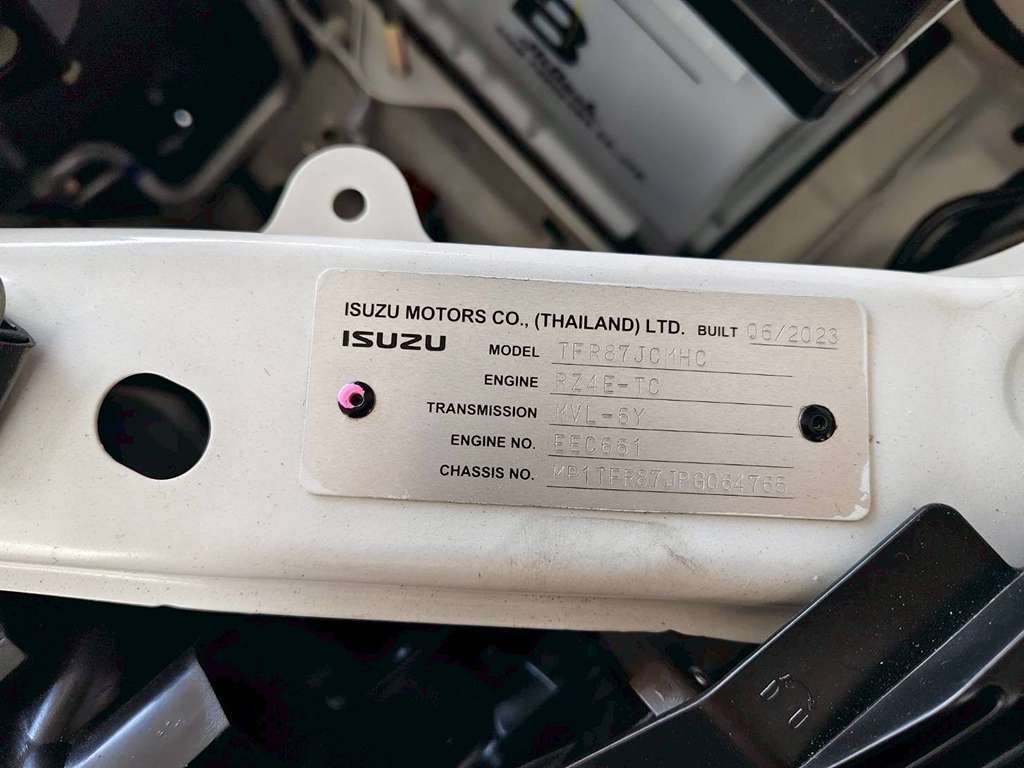 B
ISUZU MOTORS CO., (THAILAND) LTD. BUILT 06/2023
ISUZU
MODEL TFR87JCMHC
ENGINE RZ4E-TC
TRANSMISSION MVL-6Y
ENGINE NO. EEC661
CHASSIS NO. MP1TFR87JPG064765